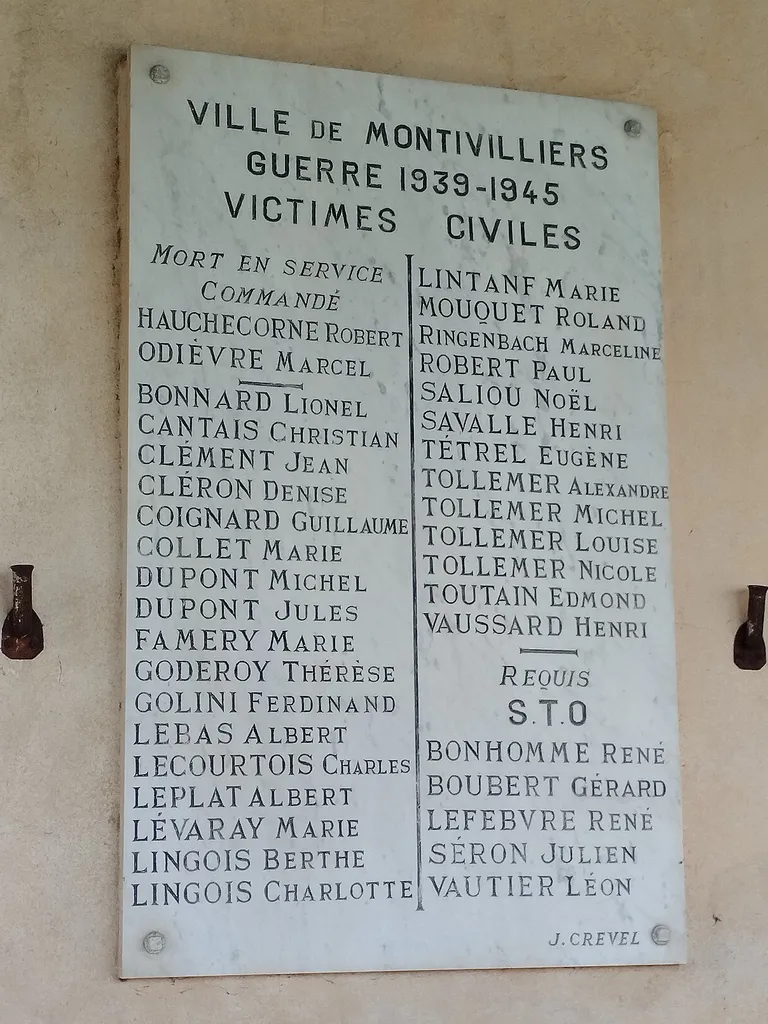 VILLE DE MONTIVILLIERS
GUERRE 1939-1945
VICTIMES CIVILES
MORT EN SERVICE
COMMANDÉ
HAUCHECORNE ROBERT
ODIÈVRE MARCEL
BONNARD LIONEL
CANTAIS CHRISTIAN
CLÉMENT JEAN
CLÉRON DENISE
COIGNARD GUILLAUME
COLLET MARIE
DUPONT MICHEL
DUPONT JULES
FAMERY MARIE
GODEROY THÉRÈSE
GOLINI FERDINAND
LEBAS ALBERT
LECOURTOIS CHARLES
LEPLAT ALBERT
LÉVARAY MARIE
LINGOIS BERTHE
LINGOIS CHARLOTTE
LINTANF MARIE
MOUQUET ROLAND
RINGENBACH MARCELINE
ROBERT PAUL
SALIOU NOËL
SAVALLE HENRI
TÉTREL EUGÈNE
TOLLEMER ALEXANDRE
TOLLEMER MICHEL
TOLLEMER LOUISE
TOLLEMER NICOLE
TOUTAIN EDMOND
VAUSSARD HENRI
REQUIS
S.T.O
BONHOMME RENÉ
BOUBERT GÉRARD
LEFEBVRE RENÉ
SÉRON JULIEN
VAUTIER LÉON
J. CREVEL